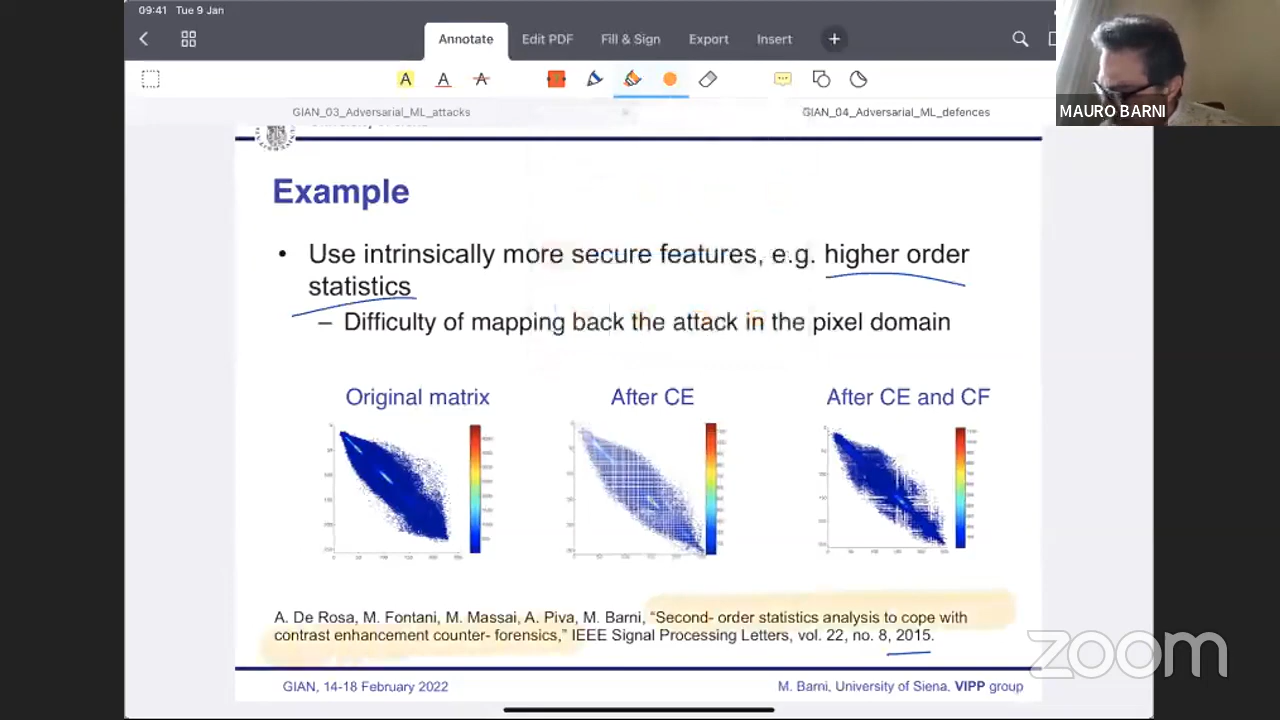 09:41 Tue 9 Jan
Annotate Edit PDF Fill & Sign Export Insert
MAURO BARNI
GIAN_03_Adversarial_ML_attacks GIAN_04_Adversarial_ML_defences
Example
• Use intrinsically more secure features, e.g. higher order
statistics
– Difficulty of mapping back the attack in the pixel domain
Original matrix After CE After CE and CF
A. De Rosa, M. Fontani, M. Massai, A. Piva, M. Barni, “Second- order statistics analysis to cope with
contrast enhancement counter- forensics,” IEEE Signal Processing Letters, vol. 22, no. 8, 2015.
zoom
GIAN, 14-18 February 2022 M. Barni, University of Siena, VIPP group